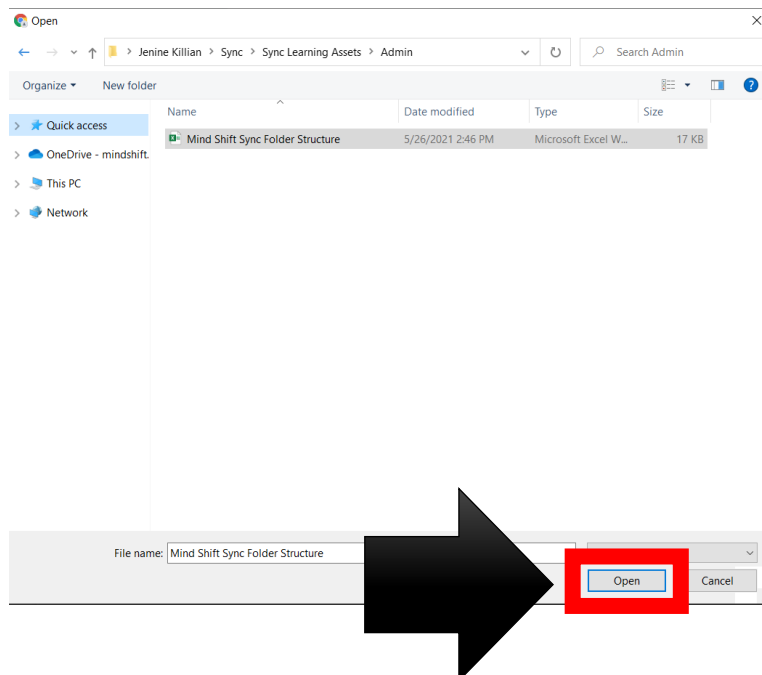 Open
Jenine Killian > Sync > Sync Learning Assets > Admin
Search Admin
Organize
New folder
Name
Date modified
Type
Size
Quick access
Mind Shift Sync Folder Structure
5/26/2021 2:46 PM
Microsoft Excel W...
17 KB
OneDrive - mindshift.
This PC
Network
File name: Mind Shift Sync Folder Structure
Open
Cancel